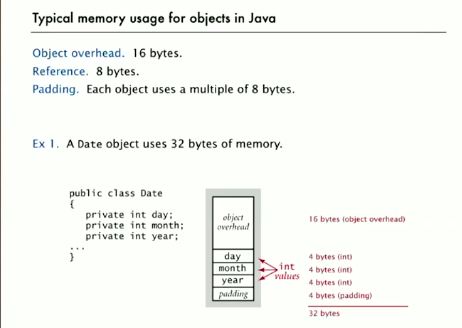 Typical memory usage for objects in Java
Object overhead. 16 bytes.
Reference. 8 bytes.
Padding. Each object uses a multiple of 8 bytes.
Ex 1. A Date object uses 32 bytes of memory.
public class Date
{
private int day;
private int month;
private int year;
...
}
object
overhead
day
month
year
padding
int
values
16 bytes (object overhead)
4 bytes (int)
4 bytes (int)
4 bytes (int)
4 bytes (padding)
32 bytes